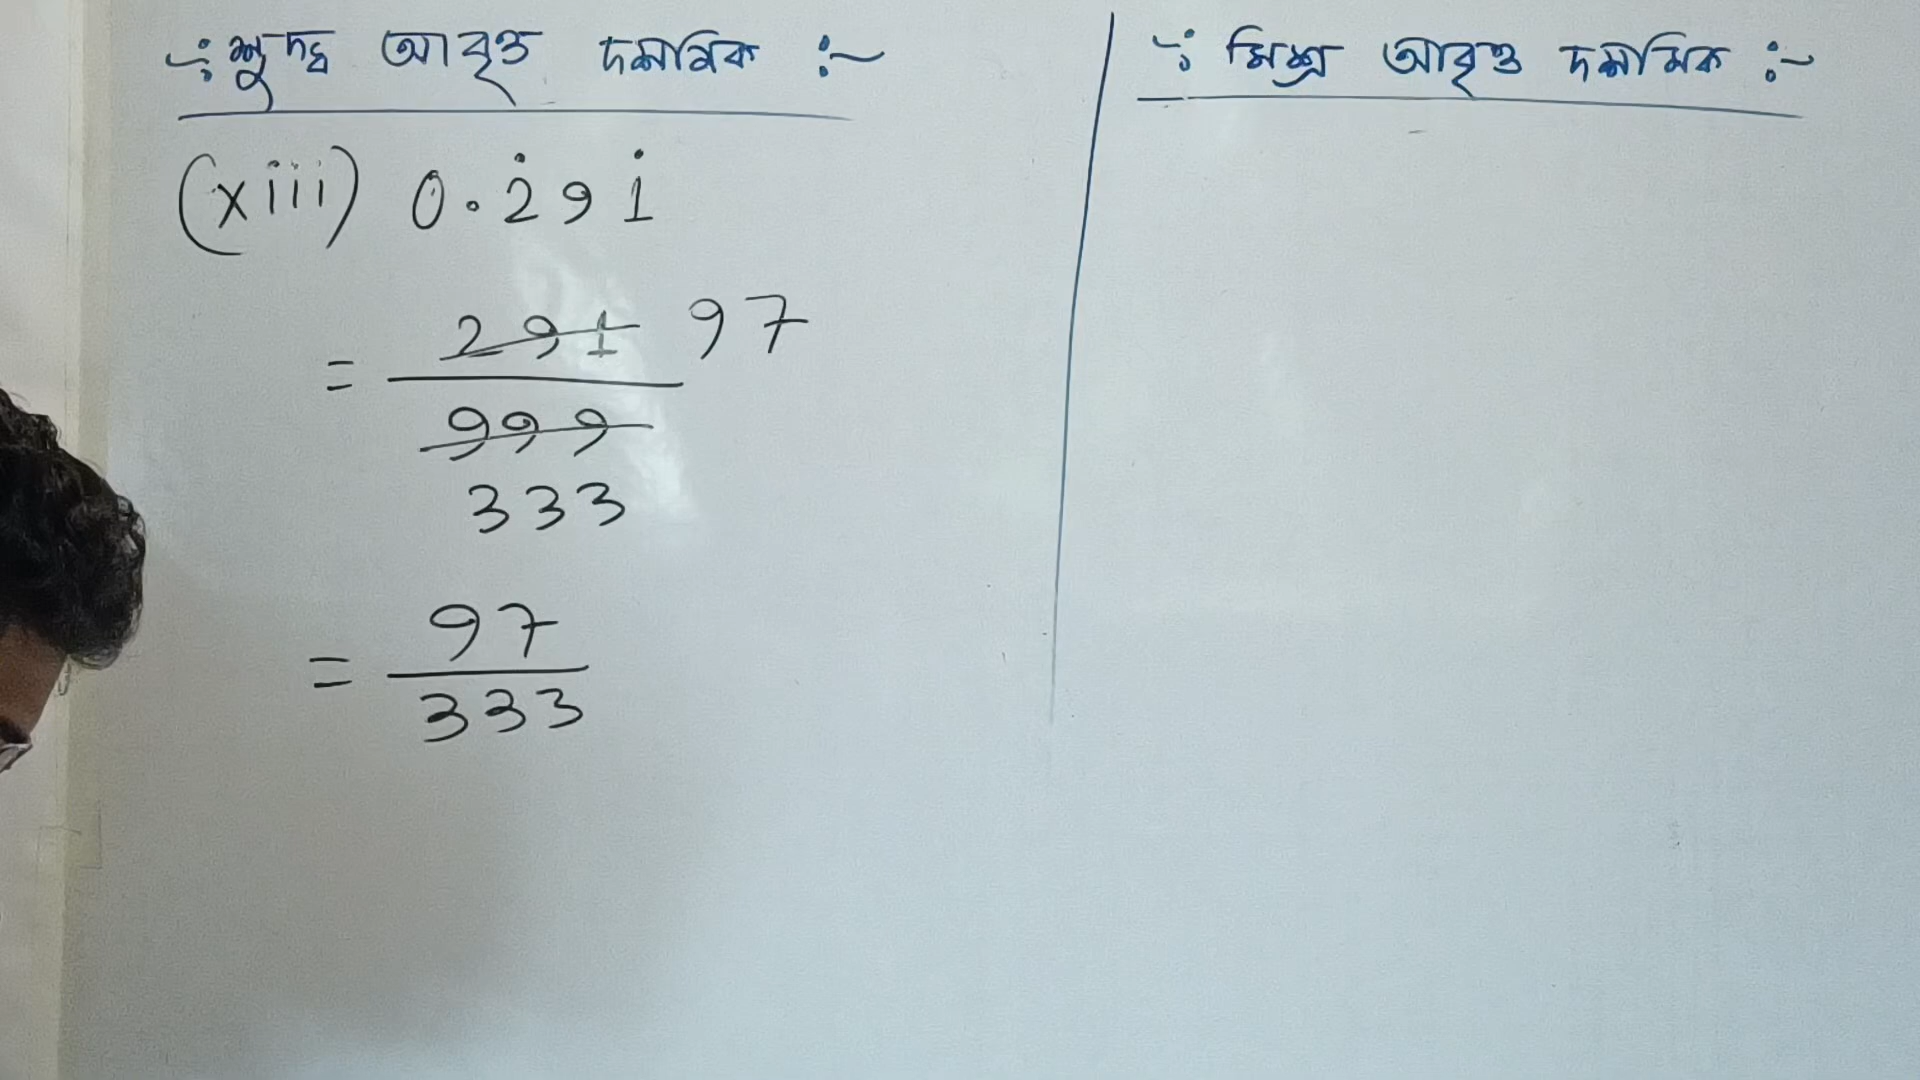 :শুদ্ধ আবৃত্ত দশমিক :~
(xiii) 0.2̇91̇
= 291 97
999
333
= 97
333
:মিশ্র আবৃত্ত দশমিক :~